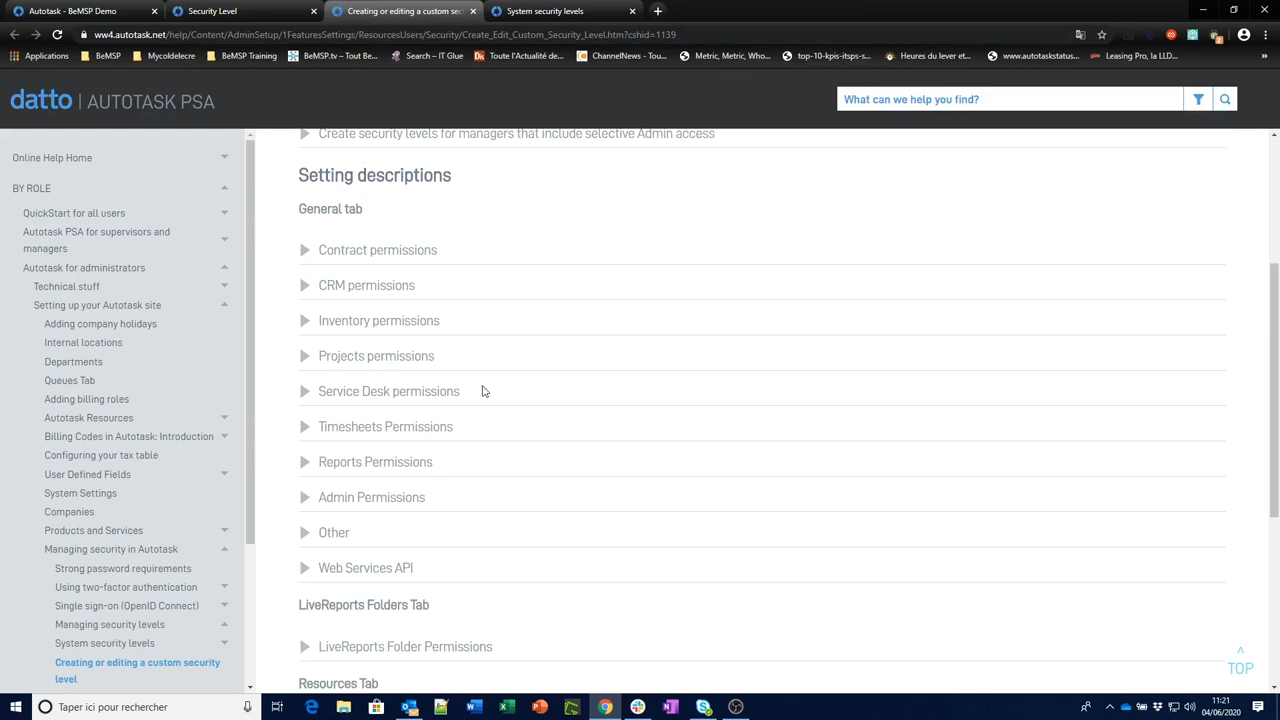 Autotask - BeMSP
Security Level
Creating or editing a custom sec
System security levels
ww4.autotask.net/help/Content/AdminSetup/1FeaturesSettings/ResourcesUsers/Security/Create_Edit_Custom_Security_Level.htm?cshid=1139
Applications
BeMSP
Mycoldelcre
BeMSP Training
BeMSP.tv Tout le B...
Search – IT Glue
Toute l'actualité d...
ChannelNews - Tou...
Metric, Metric, Who...
top-10-kpis-itsps-s...
Heures du lever et...
www.autotaskstatus...
Leasing Pro, la LLD...
datto | AUTOTASK PSA
What can we help you find?
Online Help Home
BY ROLE
QuickStart for all users
Autotask PSA for supervisors and
managers
Autotask for administrators
Technical stuff
Setting up your Autotask site
Adding company holidays
Internal locations
Departments
Queues Tab
Adding billing roles
Autotask Resources
Billing Codes in Autotask: Introduction
Configuring your tax table
User Defined Fields
System Settings
Companies
Products and Services
Managing security in Autotask
Strong password requirements
Using two-factor authentication
Single sign-on (OpenID Connect)
Managing security levels
System security levels
Creating or editing a custom security
level
Create security levels for managers that include selective Admin access
Setting descriptions
General tab
Contract permissions
CRM permissions
Inventory permissions
Projects permissions
Service Desk permissions
Timesheets Permissions
Reports Permissions
Admin Permissions
Other
Web Services API
LiveReports Folders Tab
LiveReports Folder Permissions
Resources Tab
TOP
Taper ici pour rechercher
11:21
04/06/2020